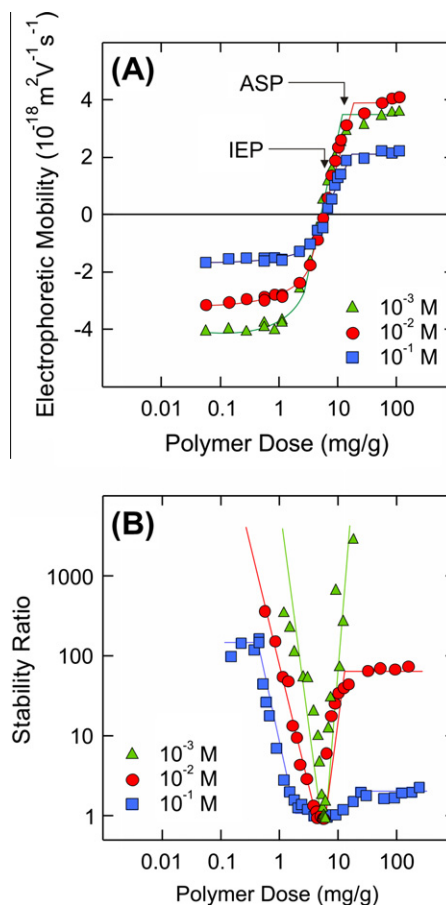 (A)
Electrophoretic Mobility (10⁻¹⁸ m² V⁻¹ s⁻¹)
4
2
0
-2
-4
ASP
IEP
10⁻³ M
10⁻² M
10⁻¹ M
0.01 0.1 1 10 100
Polymer Dose (mg/g)
(B)
Stability Ratio
1000
100
10
1
10⁻³ M
10⁻² M
10⁻¹ M
0.01 0.1 1 10 100
Polymer Dose (mg/g)